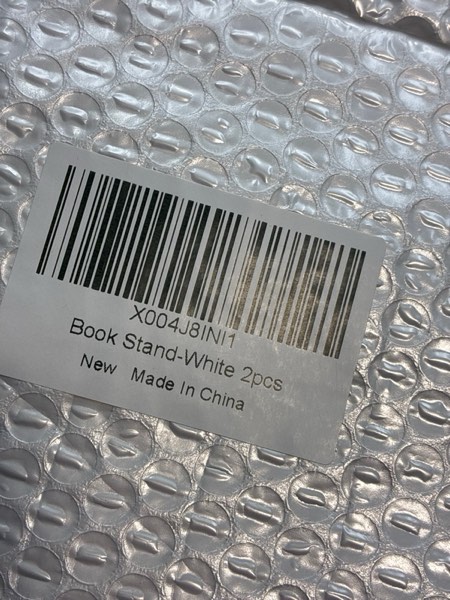 X004J8INI1
Book Stand-White 2pcs
New Made In China